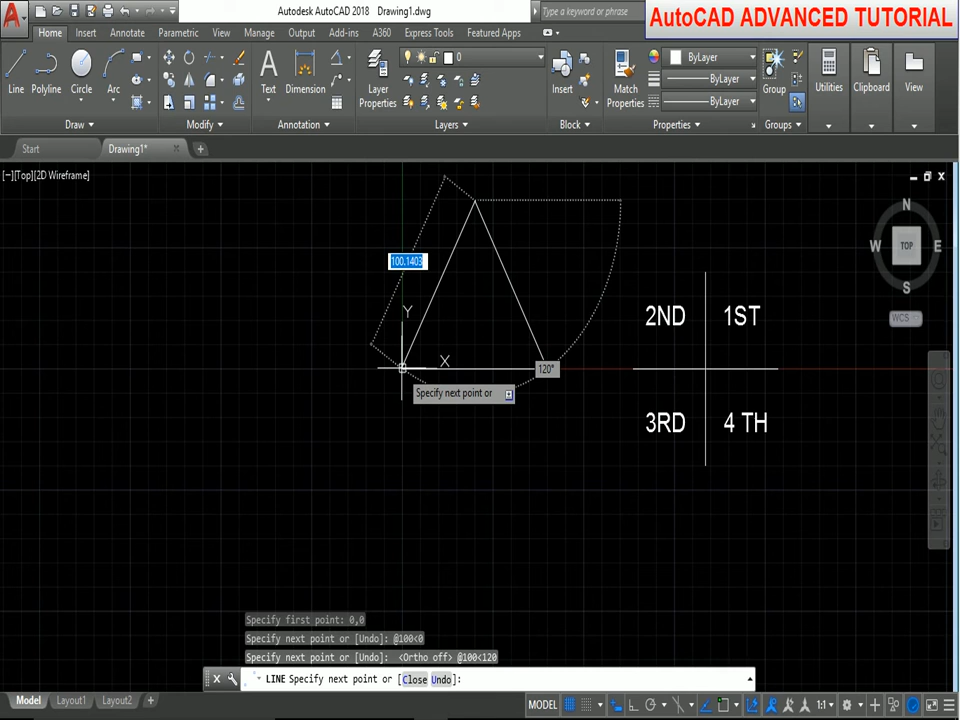 Autodesk AutoCAD 2018 Drawing1.dwg
Type a keyword or phrase
AutoCAD ADVANCED TUTORIAL
Home Insert Annotate Parametric View Manage Output Add-ins A360 Express Tools Featured Apps
0
ByLayer
ByLayer
ByLayer
Line Polyline Circle Arc Text Dimension Layer Properties Insert Match Properties Group Utilities Clipboard View
Draw Modify Annotation Layers Block Properties Groups
Start Drawing1*
[−][Top][2D Wireframe]
N
W TOP E
S
WCS
100.1403
Y
X
120°
Specify next point or
2ND 1ST
3RD 4 TH
Specify first point: 0,0
Specify next point or [Undo]: @100<0
Specify next point or [Undo]: <Ortho off> @100<120
LINE Specify next point or [Close Undo]:
Model Layout1 Layout2 +
MODEL 1:1